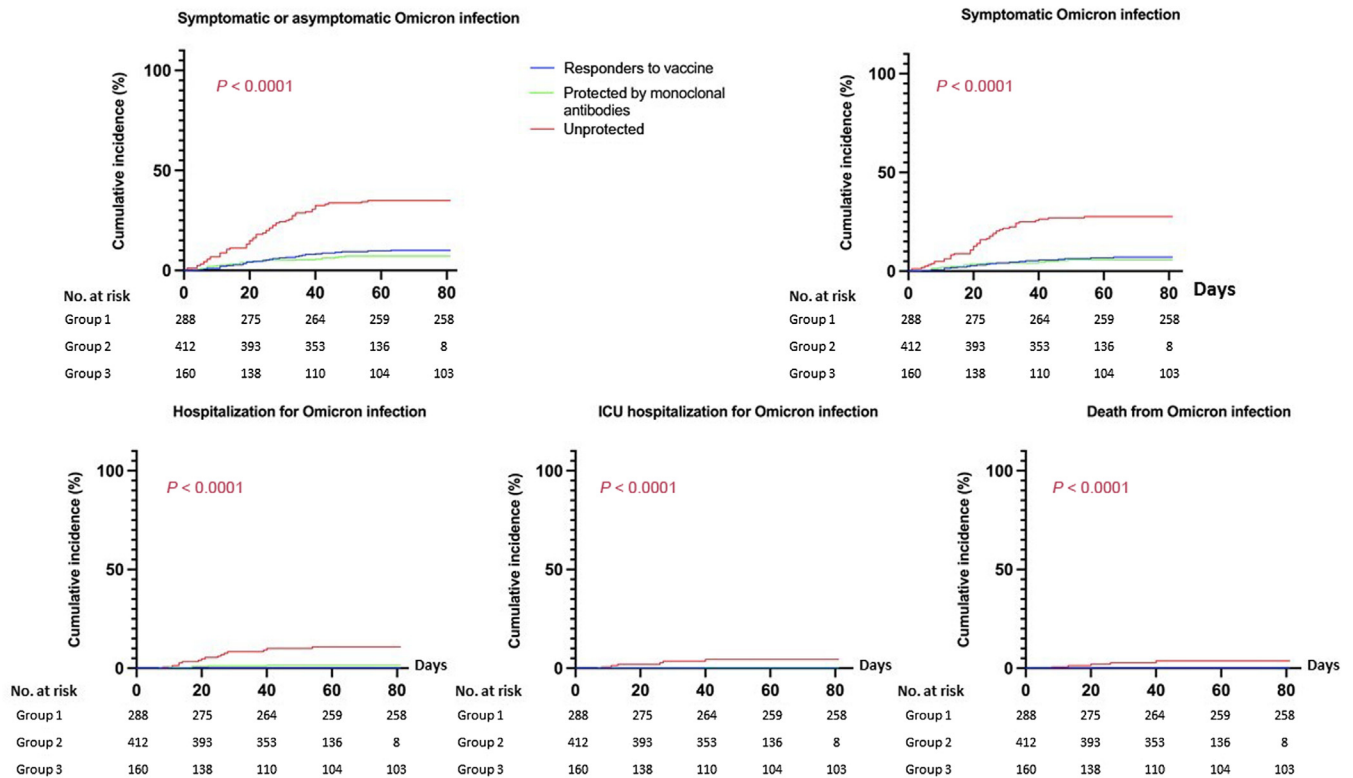 Symptomatic or asymptomatic Omicron infection
Cumulative incidence (%)
100
50
0
P < 0.0001
0 20 40 60 80
Responders to vaccine
Protected by monoclonal
antibodies
Unprotected
No. at risk
Group 1 288 275 264 259 258
Group 2 412 393 353 136 8
Group 3 160 138 110 104 103
Symptomatic Omicron infection
Cumulative incidence (%)
100
50
0
P < 0.0001
0 20 40 60 80 Days
No. at risk
Group 1 288 275 264 259 258
Group 2 412 393 353 136 8
Group 3 160 138 110 104 103
Hospitalization for Omicron infection
Cumulative incidence (%)
100
50
0
P < 0.0001
Days
0 20 40 60 80
No. at risk
Group 1 288 275 264 259 258
Group 2 412 393 353 136 8
Group 3 160 138 110 104 103
ICU hospitalization for Omicron infection
Cumulative incidence (%)
100
50
0
P < 0.0001
Days
0 20 40 60 80
No. at risk
Group 1 288 275 264 259 258
Group 2 412 393 353 136 8
Group 3 160 138 110 104 103
Death from Omicron infection
Cumulative incidence (%)
100
50
0
P < 0.0001
Days
0 20 40 60 80
No. at risk
Group 1 288 275 264 259 258
Group 2 412 393 353 136 8
Group 3 160 138 110 104 103